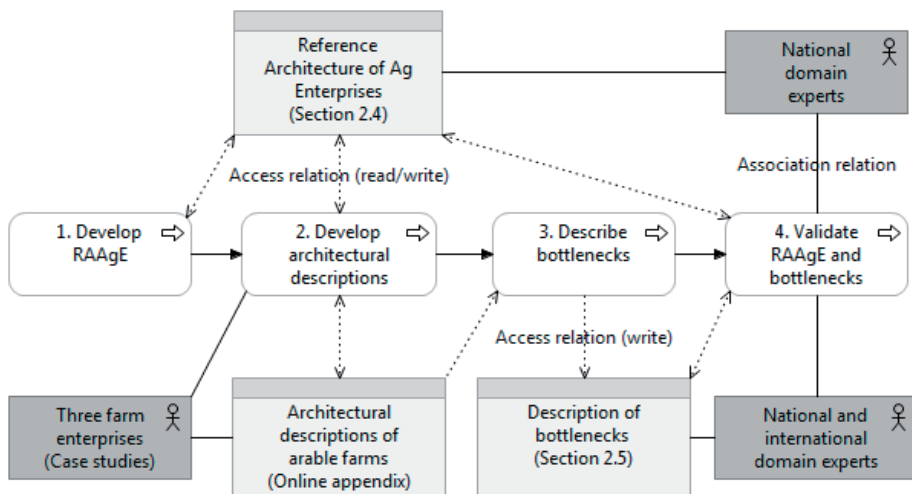 Reference
Architecture of Ag
Enterprises
(Section 2.4)
National
domain
experts
Access relation (read/write)
Association relation
1. Develop
RAAgE
2. Develop
architectural
descriptions
3. Describe
bottlenecks
4. Validate
RAAgE and
bottlenecks
Access relation (write)
Three farm
enterprises
(Case studies)
Architectural
descriptions of
arable farms
(Online appendix)
Description of
bottlenecks
(Section 2.5)
National and
international
domain experts